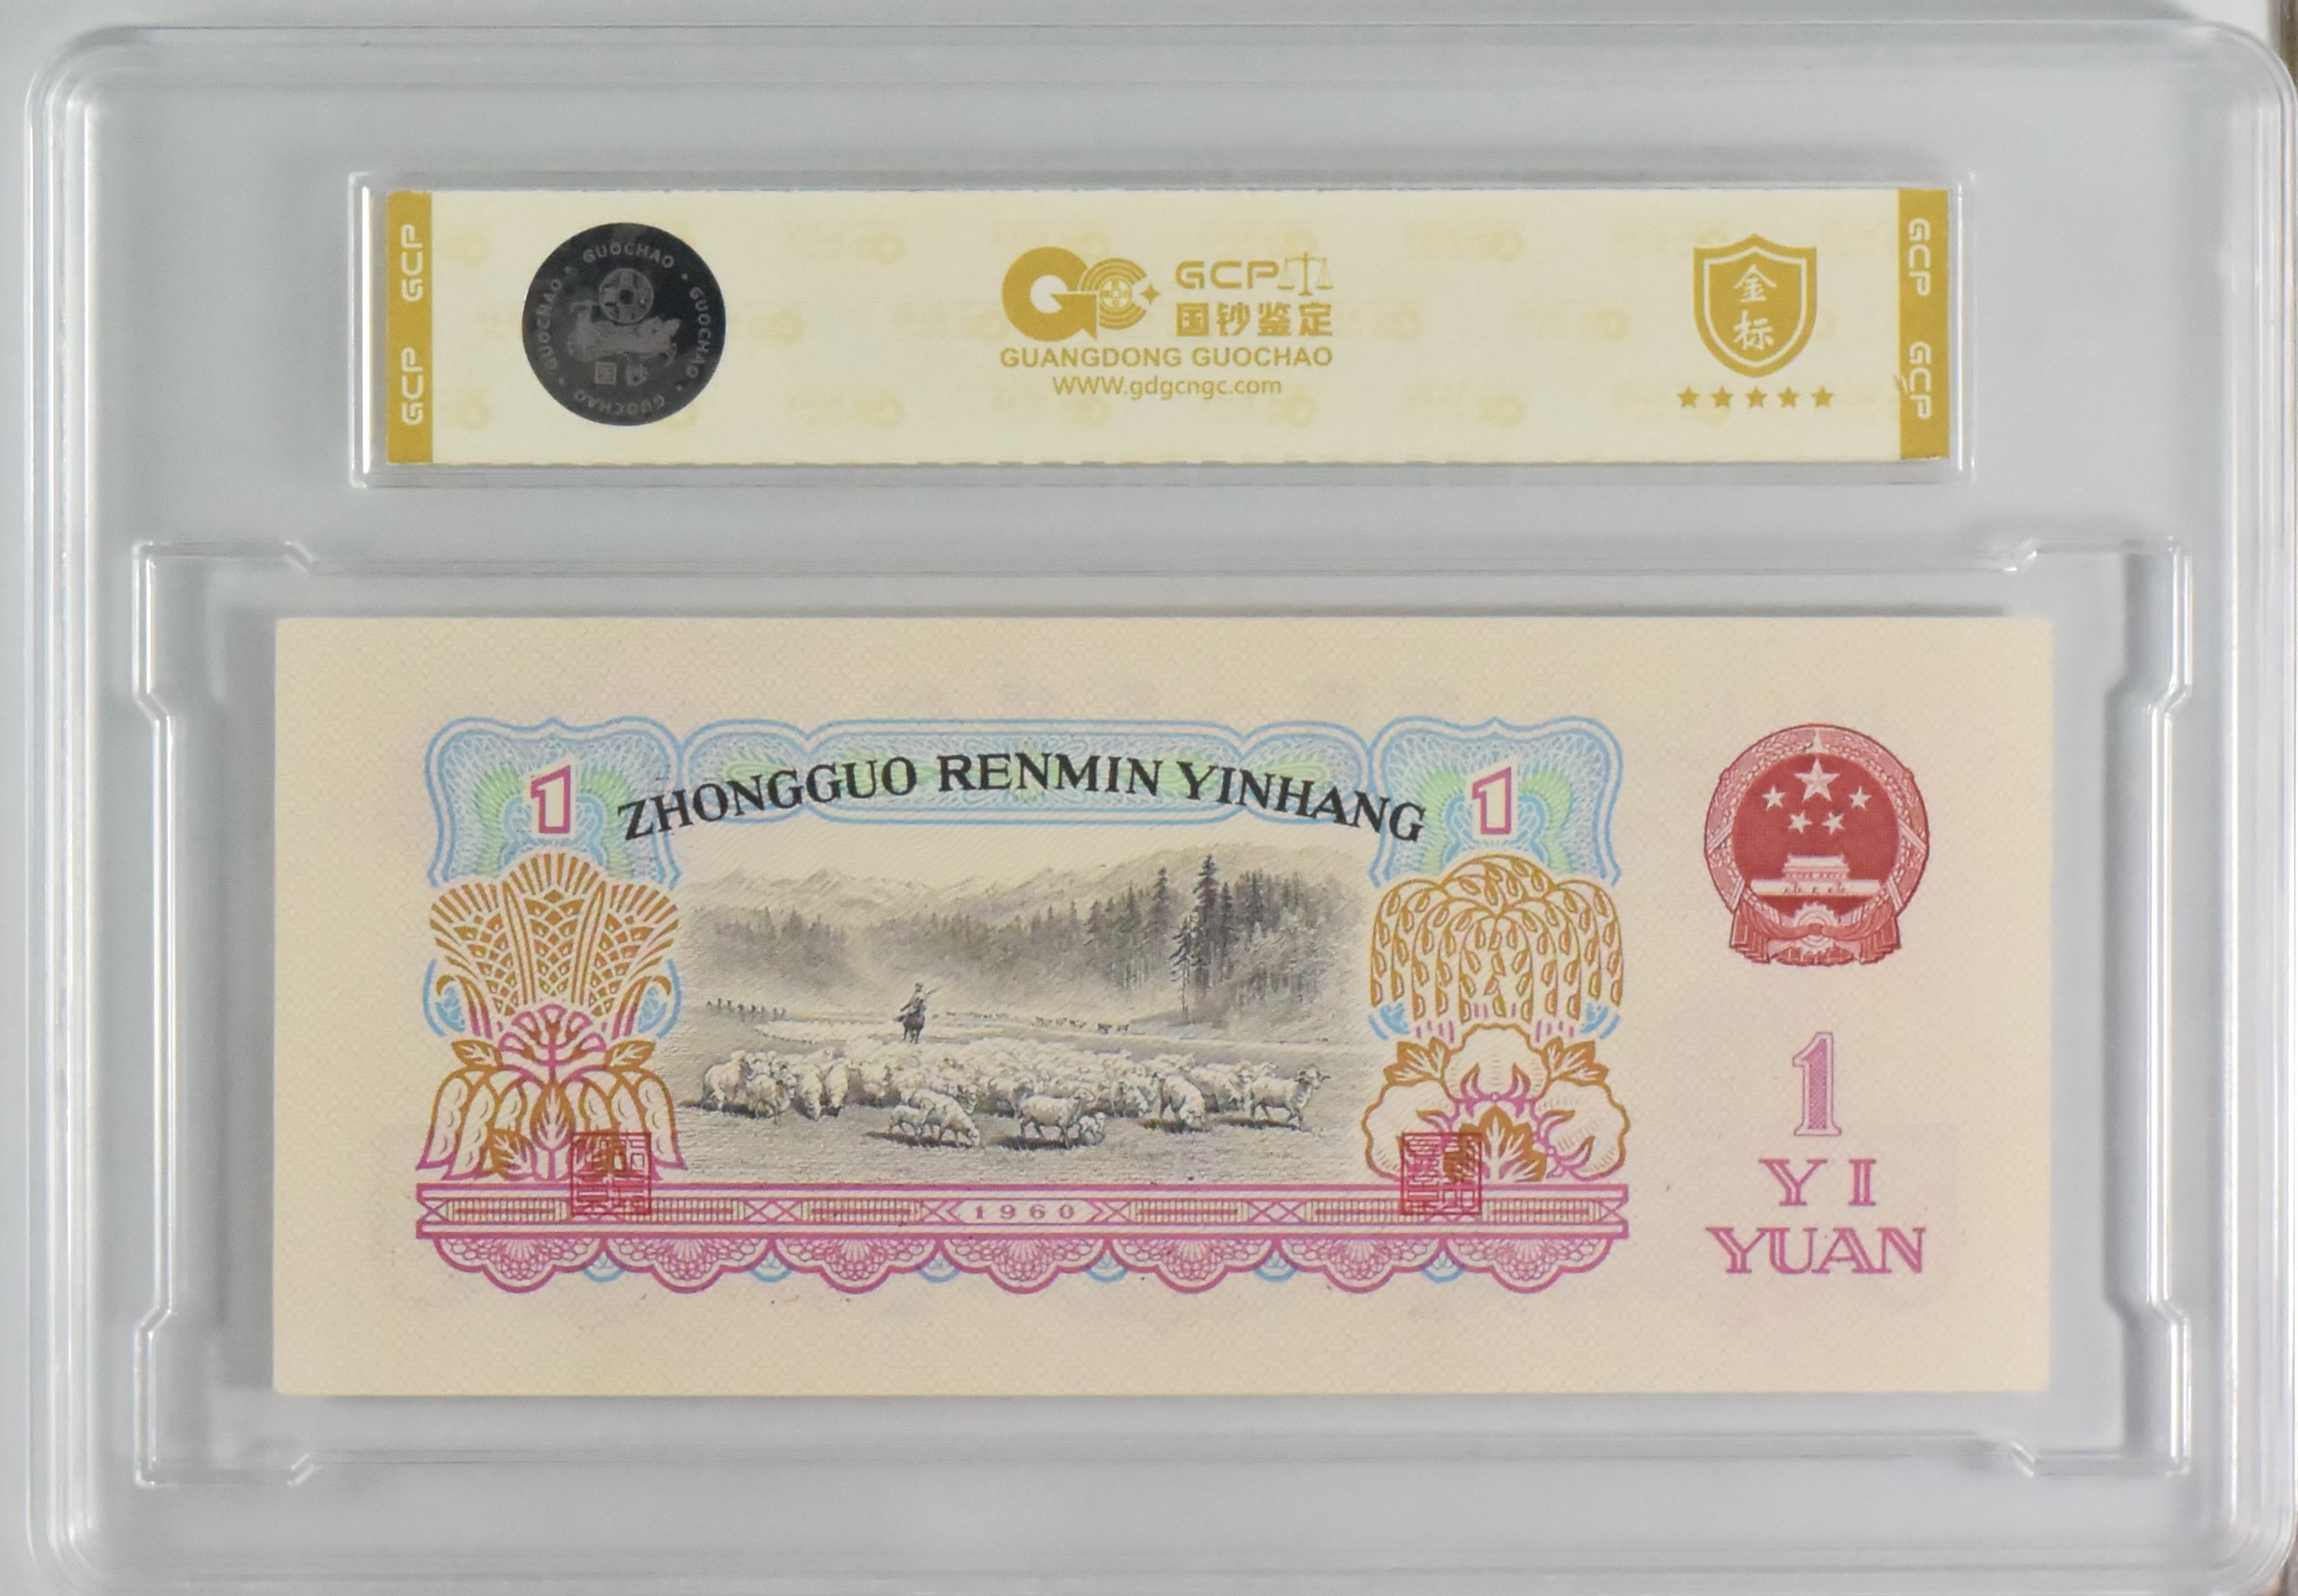 GCP GCP
GUOCHAO • GUOCHAO • GUOCHAO • GUOCHAO
国钞
GCP
国钞鉴定
GUANGDONG GUOCHAO
WWW.gdgcngc.com
金
标
GCP GCP
ZHONGGUO RENMIN YINHANG
1
1
1960
1
YI
YUAN